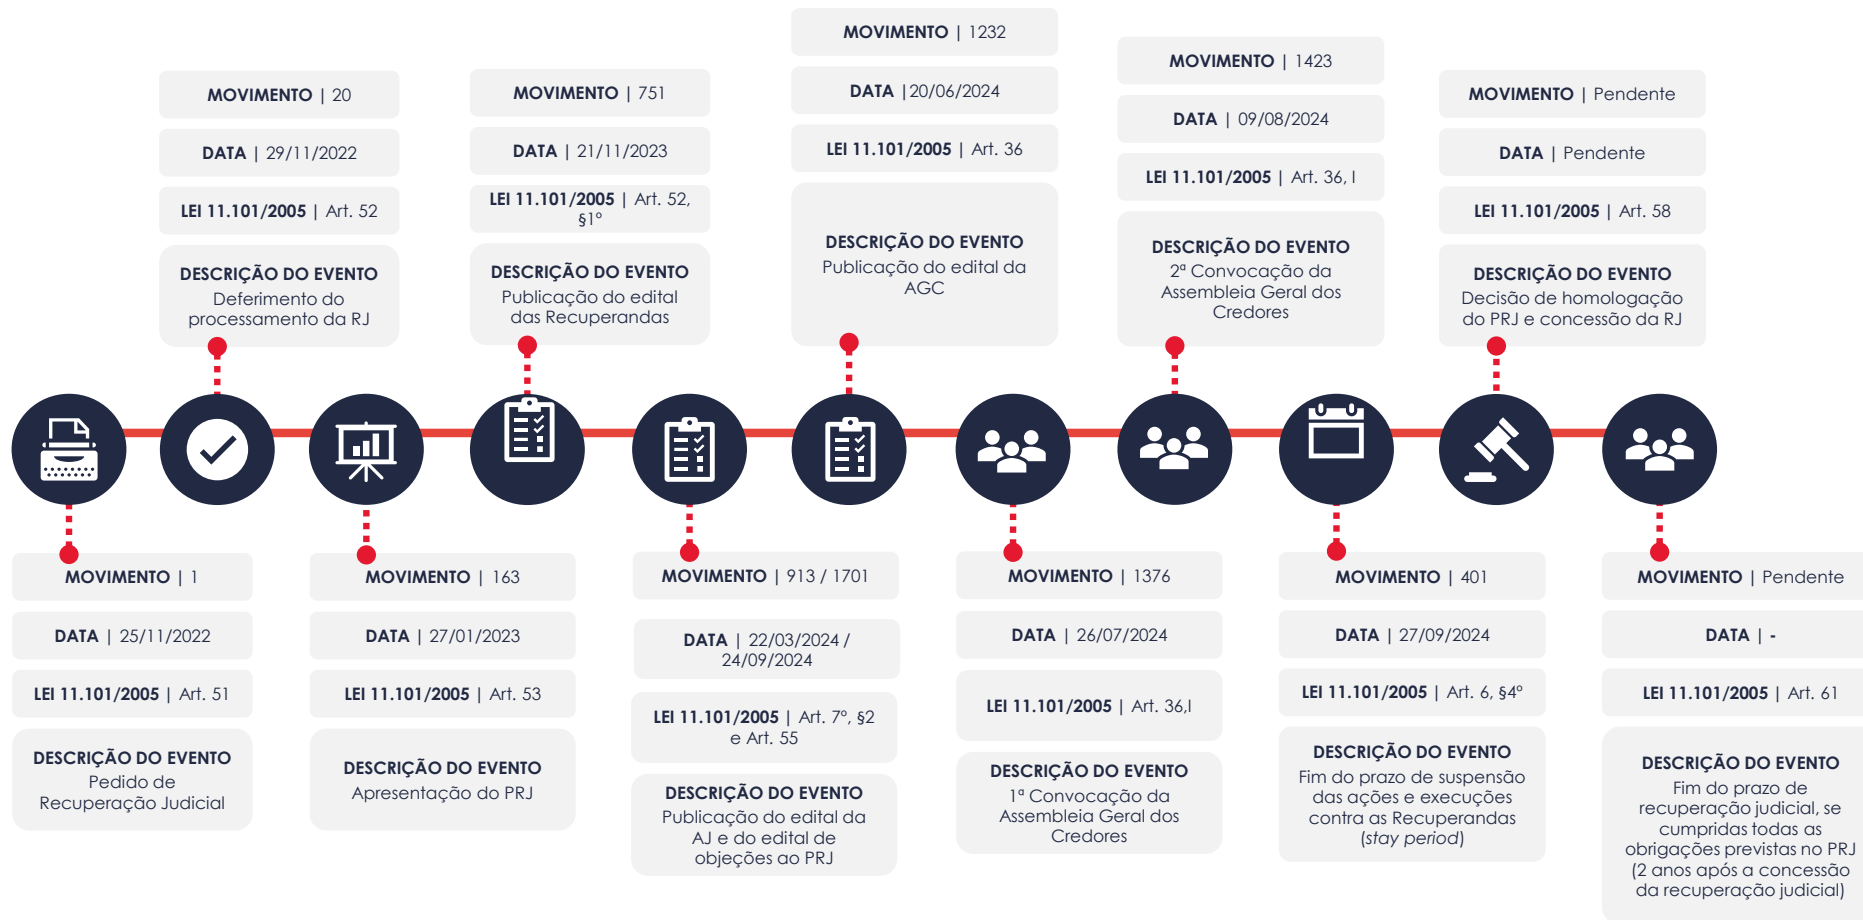 MOVIMENTO | 1
DATA | 25/11/2022
LEI 11.101/2005 | Art. 51
DESCRIÇÃO DO EVENTO
Pedido de
Recuperação Judicial
MOVIMENTO | 20
DATA | 29/11/2022
LEI 11.101/2005 | Art. 52
DESCRIÇÃO DO EVENTO
Deferimento do
processamento da RJ
MOVIMENTO | 163
DATA | 27/01/2023
LEI 11.101/2005 | Art. 53
DESCRIÇÃO DO EVENTO
Apresentação do PRJ
MOVIMENTO | 751
DATA | 21/11/2023
LEI 11.101/2005 | Art. 52,
§1º
DESCRIÇÃO DO EVENTO
Publicação do edital
das Recuperandas
MOVIMENTO | 913 / 1701
DATA | 22/03/2024 /
24/09/2024
LEI 11.101/2005 | Art. 7º, §2
e Art. 55
DESCRIÇÃO DO EVENTO
Publicação do edital da
AJ e do edital de
objeções ao PRJ
MOVIMENTO | 1232
DATA |20/06/2024
LEI 11.101/2005 | Art. 36
DESCRIÇÃO DO EVENTO
Publicação do edital da
AGC
MOVIMENTO | 1376
DATA | 26/07/2024
LEI 11.101/2005 | Art. 36,I
DESCRIÇÃO DO EVENTO
1ª Convocação da
Assembleia Geral dos
Credores
MOVIMENTO | 1423
DATA | 09/08/2024
LEI 11.101/2005 | Art. 36, I
DESCRIÇÃO DO EVENTO
2ª Convocação da
Assembleia Geral dos
Credores
MOVIMENTO | 401
DATA | 27/09/2024
LEI 11.101/2005 | Art. 6, §4º
DESCRIÇÃO DO EVENTO
Fim do prazo de suspensão
das ações e execuções
contra as Recuperandas
(stay period)
MOVIMENTO | Pendente
DATA | Pendente
LEI 11.101/2005 | Art. 58
DESCRIÇÃO DO EVENTO
Decisão de homologação
do PRJ e concessão da RJ
MOVIMENTO | Pendente
DATA | -
LEI 11.101/2005 | Art. 61
DESCRIÇÃO DO EVENTO
Fim do prazo de
recuperação judicial, se
cumpridas todas as
obrigações previstas no PRJ
(2 anos após a concessão
da recuperação judicial)